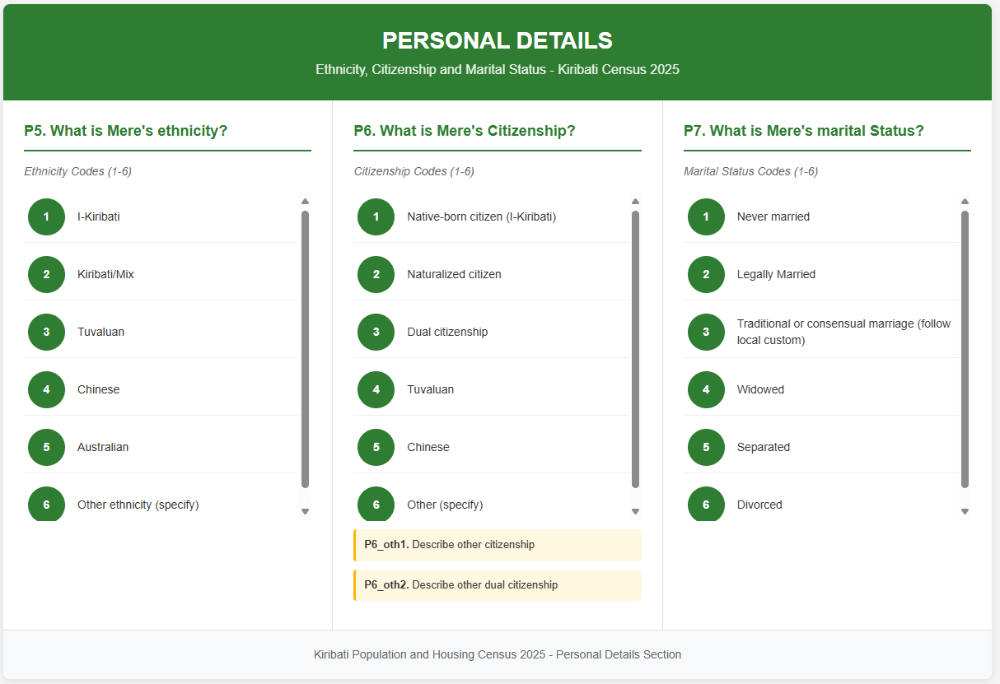 PERSONAL DETAILS
Ethnicity, Citizenship and Marital Status - Kiribati Census 2025
P5. What is Mere's ethnicity?
Ethnicity Codes (1-6)
1 I-Kiribati
2 Kiribati/Mix
3 Tuvaluan
4 Chinese
5 Australian
6 Other ethnicity (specify)
P6. What is Mere's Citizenship?
Citizenship Codes (1-6)
1 Native-born citizen (I-Kiribati)
2 Naturalized citizen
3 Dual citizenship
4 Tuvaluan
5 Chinese
6 Other (specify)
P6_oth1. Describe other citizenship
P6_oth2. Describe other dual citizenship
P7. What is Mere's marital Status?
Marital Status Codes (1-6)
1 Never married
2 Legally Married
3 Traditional or consensual marriage (follow
local custom)
4 Widowed
5 Separated
6 Divorced
Kiribati Population and Housing Census 2025 - Personal Details Section